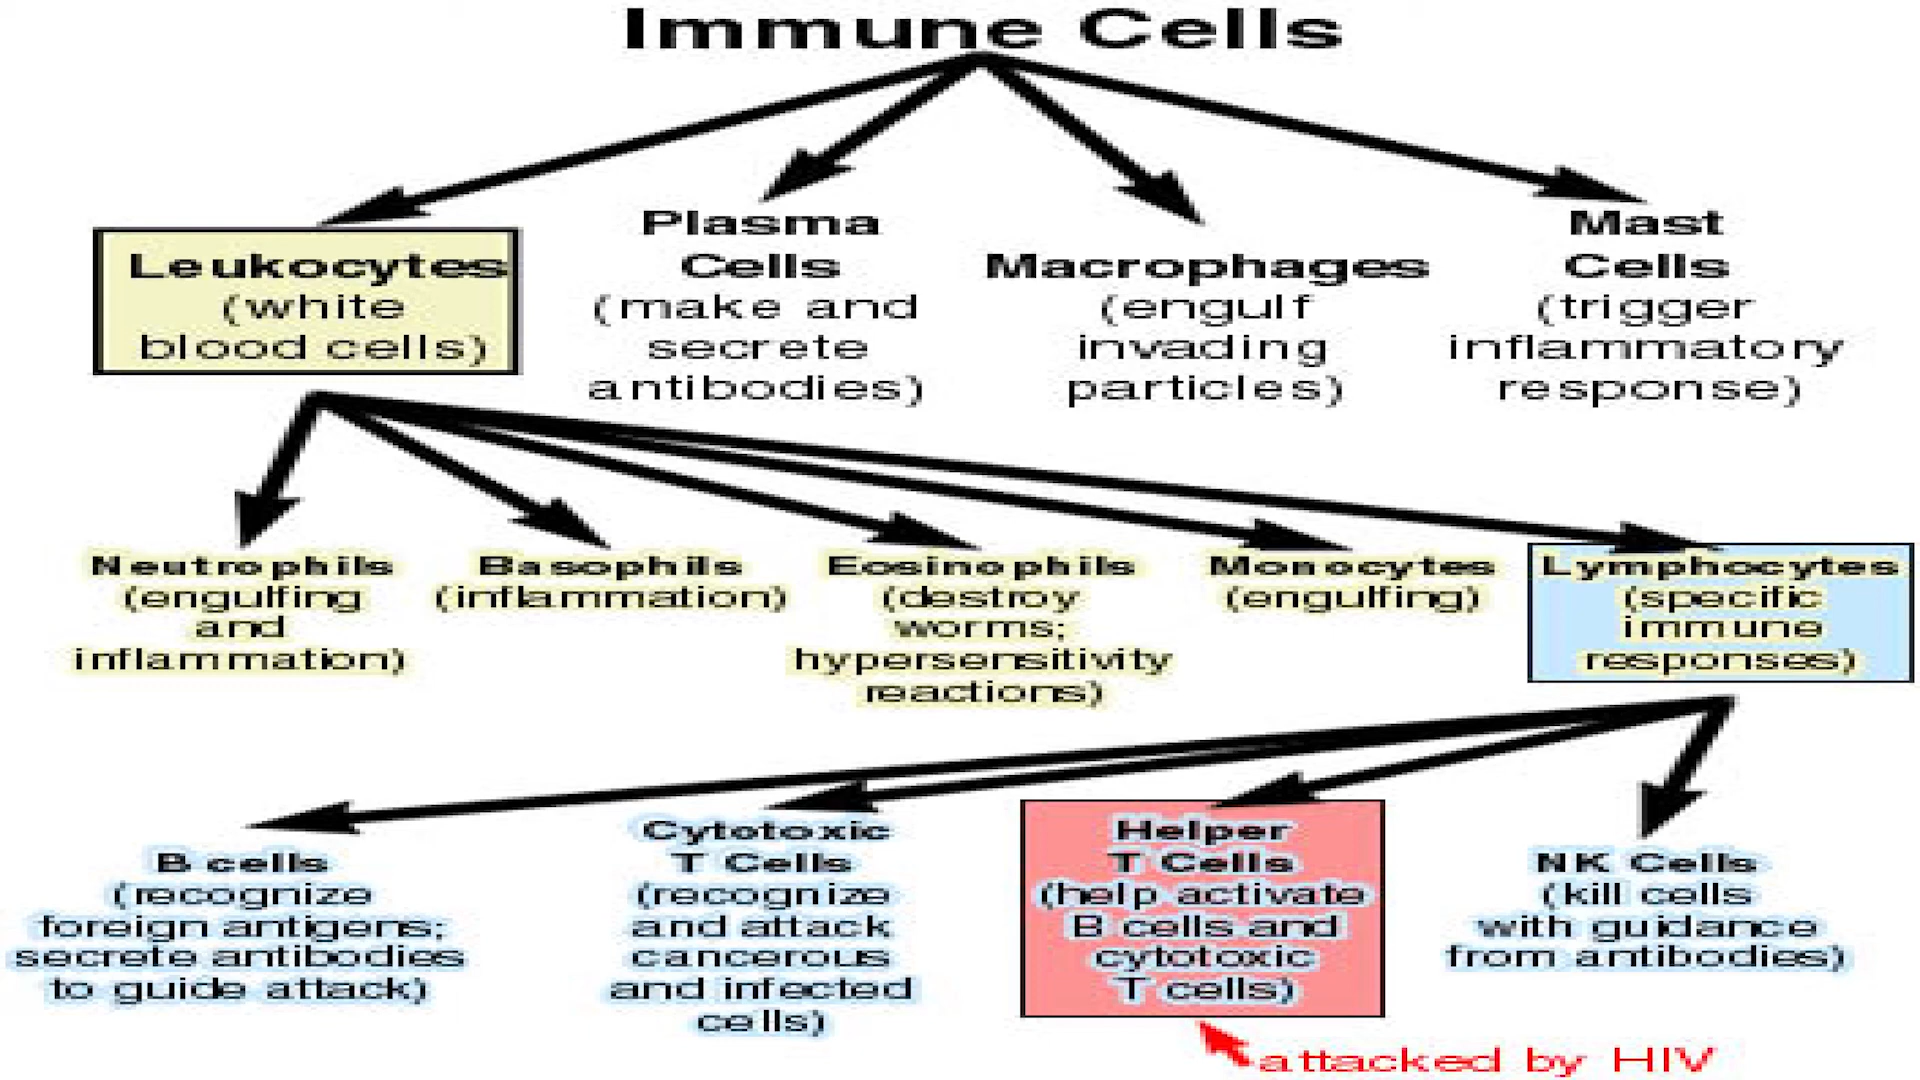 Immune Cells
Leukocytes
(white
blood cells)
Plasma
Cells
(make and
secrete
antibodies)
Macrophages
(engulf
invading
particles)
Mast
Cells
(trigger
inflammatory
response)
Neutrophils
(engulfing
and
inflammation)
Basophils
(inflammation)
Eosinophils
(destroy
worms;
hypersensitivity
reactions)
Monocytes
(engulfing)
Lymphocytes
(specific
immune
responses)
B cells
(recognize
foreign antigens;
secrete antibodies
to guide attack)
Cytotoxic
T Cells
(recognize
and attack
cancerous
and infected
cells)
Helper
T Cells
(help activate
B cells and
cytotoxic
T cells)
NK Cells
(kill cells
with guidance
from antibodies)
attacked by HIV